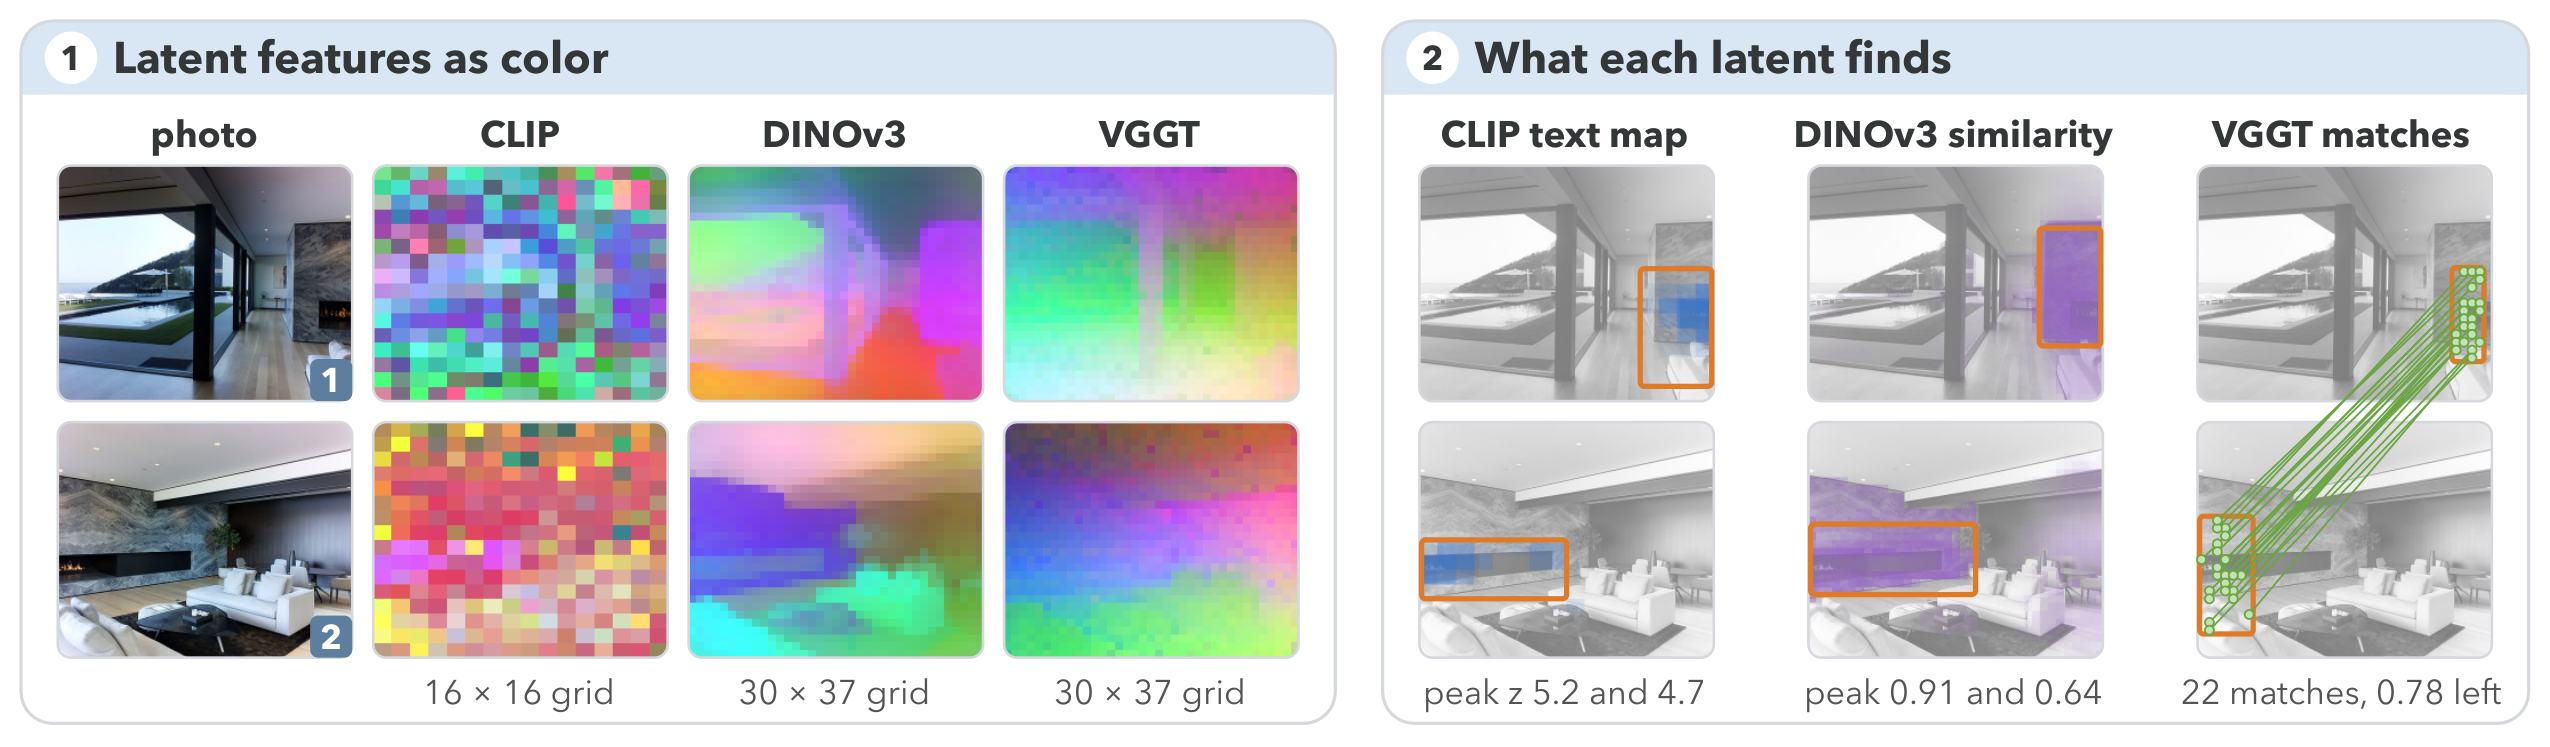 1 Latent features as color
photo CLIP DINOv3 VGGT
1
2
16 × 16 grid 30 × 37 grid 30 × 37 grid
2 What each latent finds
CLIP text map DINOv3 similarity VGGT matches
peak z 5.2 and 4.7 peak 0.91 and 0.64 22 matches, 0.78 left